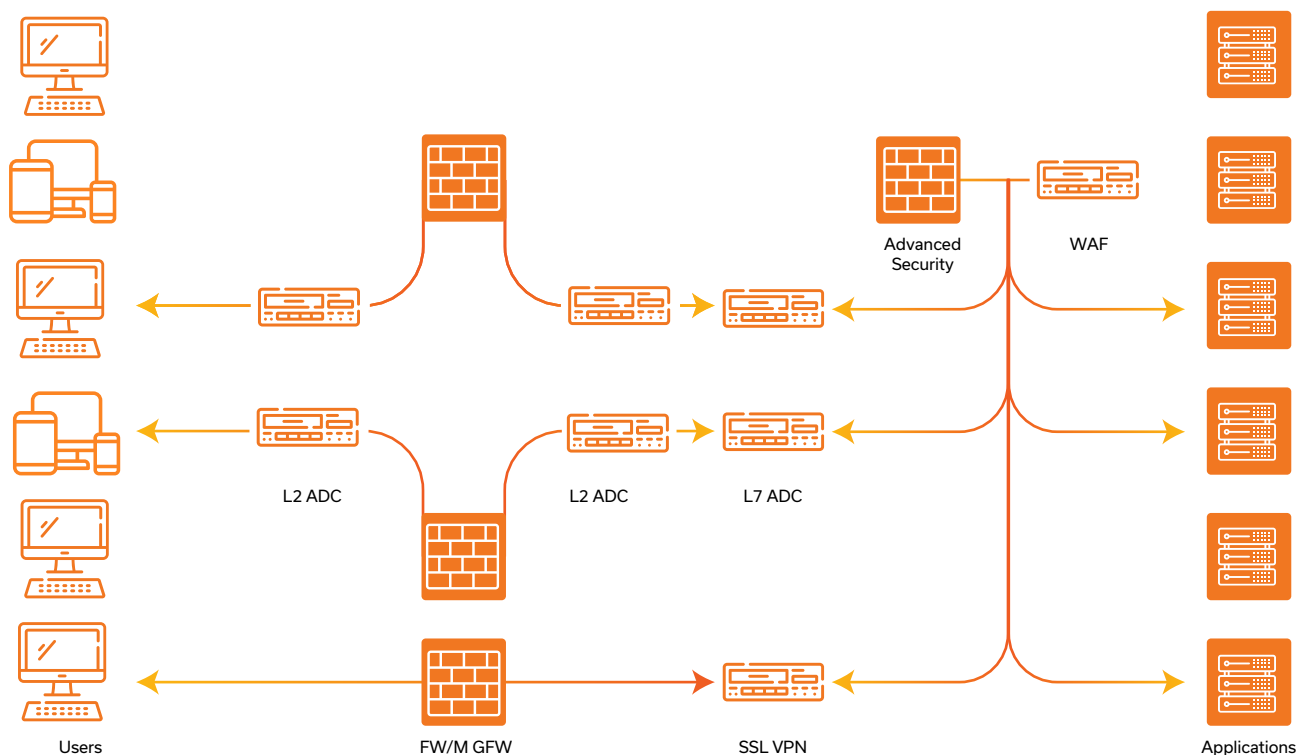 Advanced
Security
WAF
L2 ADC
L2 ADC
L7 ADC
Users
FW/M GFW
SSL VPN
Applications